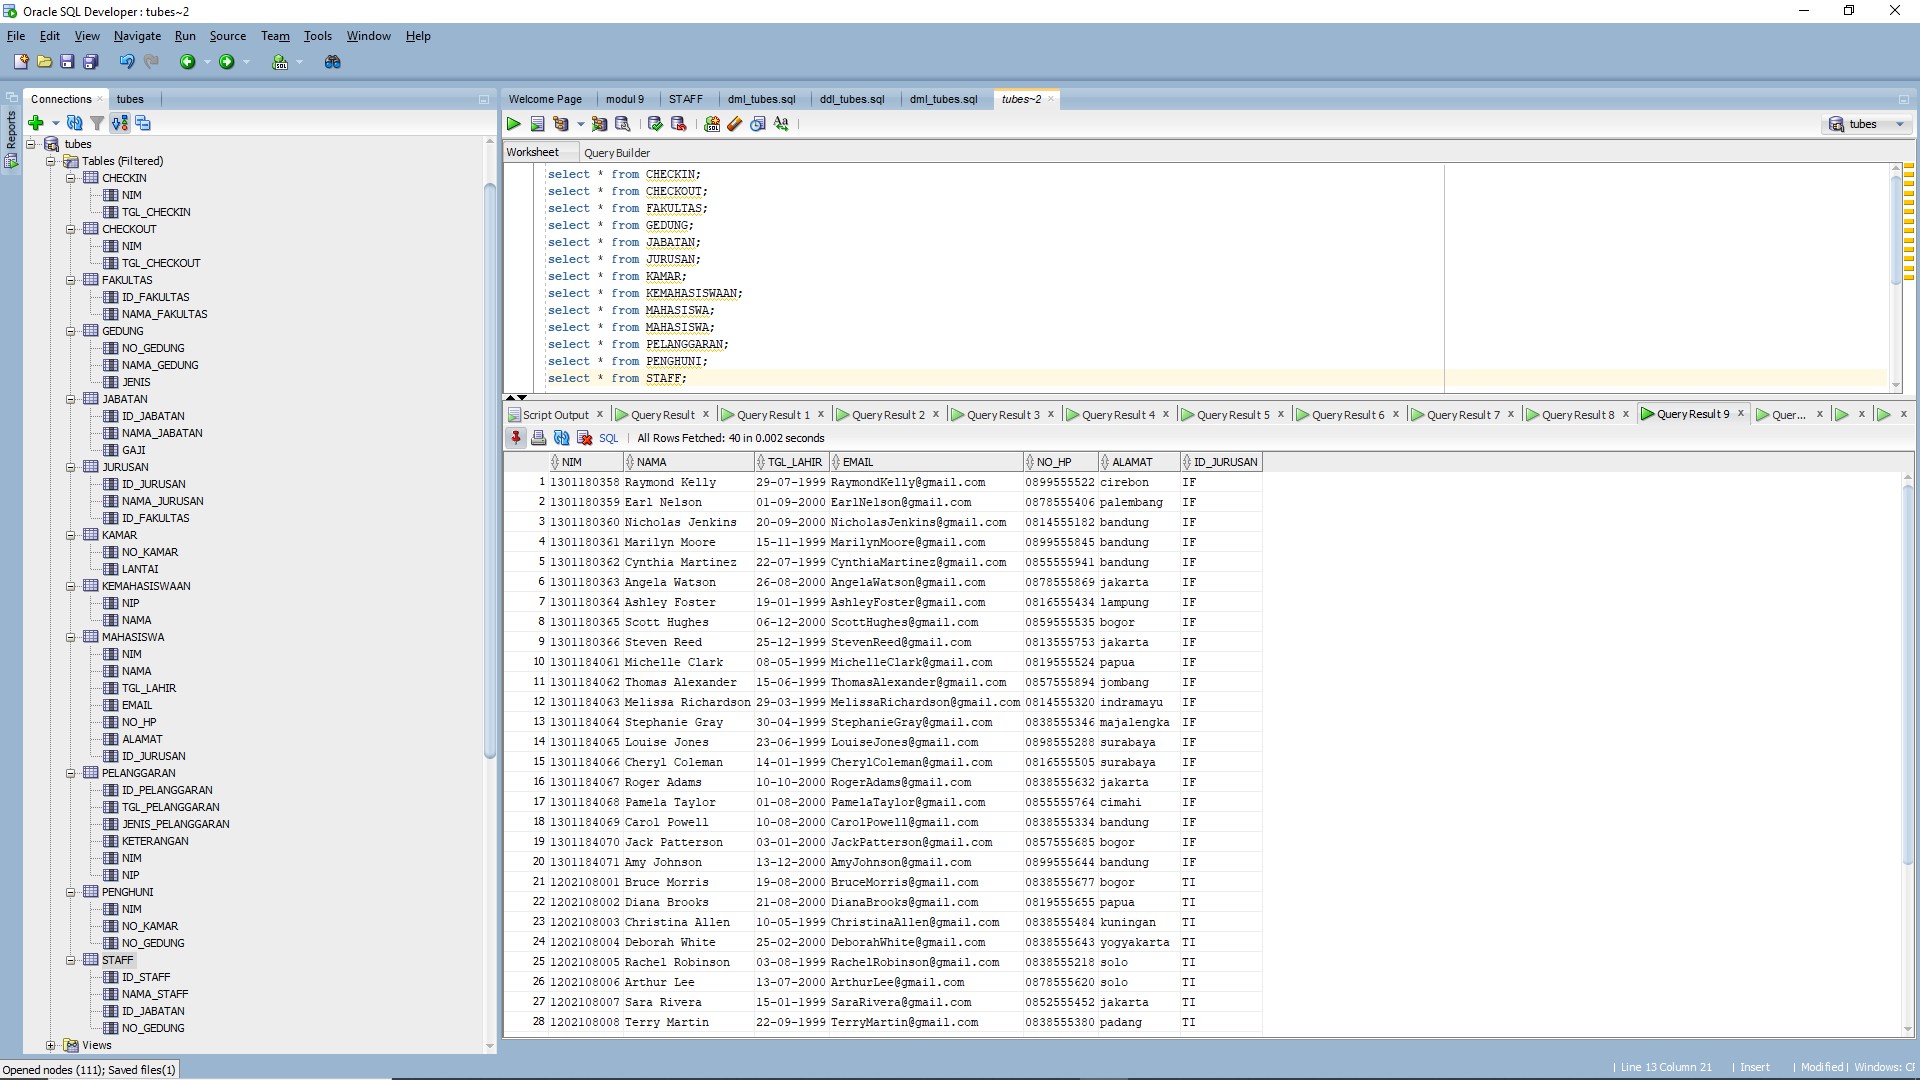 Oracle SQL Developer : tubes~2
File Edit View Navigate Run Source Team Tools Window Help
Reports
Connections tubes
tubes
Tables (Filtered)
CHECKIN
NIM
TGL_CHECKIN
CHECKOUT
NIM
TGL_CHECKOUT
FAKULTAS
ID_FAKULTAS
NAMA_FAKULTAS
GEDUNG
NO_GEDUNG
NAMA_GEDUNG
JENIS
JABATAN
ID_JABATAN
NAMA_JABATAN
GAJI
JURUSAN
ID_JURUSAN
NAMA_JURUSAN
ID_FAKULTAS
KAMAR
NO_KAMAR
LANTAI
KEMAHASISWAAN
NIP
NAMA
MAHASISWA
NIM
NAMA
TGL_LAHIR
EMAIL
NO_HP
ALAMAT
ID_JURUSAN
PELANGGARAN
ID_PELANGGARAN
TGL_PELANGGARAN
JENIS_PELANGGARAN
KETERANGAN
NIM
NIP
PENGHUNI
NIM
NO_KAMAR
NO_GEDUNG
STAFF
ID_STAFF
NAMA_STAFF
ID_JABATAN
NO_GEDUNG
Views
Welcome Page modul 9 STAFF dml_tubes.sql ddl_tubes.sql dml_tubes.sql tubes~2
tubes
Worksheet Query Builder
select * from CHECKIN;
select * from CHECKOUT;
select * from FAKULTAS;
select * from GEDUNG;
select * from JABATAN;
select * from JURUSAN;
select * from KAMAR;
select * from KEMAHASISWAAN;
select * from MAHASISWA;
select * from MAHASISWA;
select * from PELANGGARAN;
select * from PENGHUNI;
select * from STAFF;
Script Output Query Result Query Result 1 Query Result 2 Query Result 3 Query Result 4 Query Result 5 Query Result 6 Query Result 7 Query Result 8 Query Result 9 Quer...
SQL | All Rows Fetched: 40 in 0.002 seconds
NIM NAMA TGL_LAHIR EMAIL NO_HP ALAMAT ID_JURUSAN
1 1301180358 Raymond Kelly 29-07-1999 RaymondKelly@gmail.com 0899555522 cirebon IF
2 1301180359 Earl Nelson 01-09-2000 EarlNelson@gmail.com 0878555406 palembang IF
3 1301180360 Nicholas Jenkins 20-09-2000 NicholasJenkins@gmail.com 0814555182 bandung IF
4 1301180361 Marilyn Moore 15-11-1999 MarilynMoore@gmail.com 0899555845 bandung IF
5 1301180362 Cynthia Martinez 22-07-1999 CynthiaMartinez@gmail.com 0855555941 bandung IF
6 1301180363 Angela Watson 26-08-2000 AngelaWatson@gmail.com 0878555869 jakarta IF
7 1301180364 Ashley Foster 19-01-1999 AshleyFoster@gmail.com 0816555434 lampung IF
8 1301180365 Scott Hughes 06-12-2000 ScottHughes@gmail.com 0859555535 bogor IF
9 1301180366 Steven Reed 25-12-1999 StevenReed@gmail.com 0813555753 jakarta IF
10 1301184061 Michelle Clark 08-05-1999 MichelleClark@gmail.com 0819555524 papua IF
11 1301184062 Thomas Alexander 15-06-1999 ThomasAlexander@gmail.com 0857555894 jombang IF
12 1301184063 Melissa Richardson 29-03-1999 MelissaRichardson@gmail.com 0814555320 indramayu IF
13 1301184064 Stephanie Gray 30-04-1999 StephanieGray@gmail.com 0838555346 majalengka IF
14 1301184065 Louise Jones 23-06-1999 LouiseJones@gmail.com 0898555288 surabaya IF
15 1301184066 Cheryl Coleman 14-01-1999 CherylColeman@gmail.com 0816555505 surabaya IF
16 1301184067 Roger Adams 10-10-2000 RogerAdams@gmail.com 0838555632 jakarta IF
17 1301184068 Pamela Taylor 01-08-2000 PamelaTaylor@gmail.com 0855555764 cimahi IF
18 1301184069 Carol Powell 10-08-2000 CarolPowell@gmail.com 0838555334 bandung IF
19 1301184070 Jack Patterson 03-01-2000 JackPatterson@gmail.com 0857555685 bogor IF
20 1301184071 Amy Johnson 13-12-2000 AmyJohnson@gmail.com 0899555644 bandung IF
21 1202108001 Bruce Morris 19-08-2000 BruceMorris@gmail.com 0838555677 bogor TI
22 1202108002 Diana Brooks 21-08-2000 DianaBrooks@gmail.com 0819555655 papua TI
23 1202108003 Christina Allen 10-05-1999 ChristinaAllen@gmail.com 0838555484 kuningan TI
24 1202108004 Deborah White 25-02-2000 DeborahWhite@gmail.com 0838555643 yogyakarta TI
25 1202108005 Rachel Robinson 03-08-1999 RachelRobinson@gmail.com 0838555218 solo TI
26 1202108006 Arthur Lee 13-07-2000 ArthurLee@gmail.com 0878555620 solo TI
27 1202108007 Sara Rivera 15-01-1999 SaraRivera@gmail.com 0852555452 jakarta TI
28 1202108008 Terry Martin 22-09-1999 TerryMartin@gmail.com 0838555380 padang TI
Opened nodes (111); Saved files(1)
| Line 13 Column 21 | Insert | Modified | Windows: C